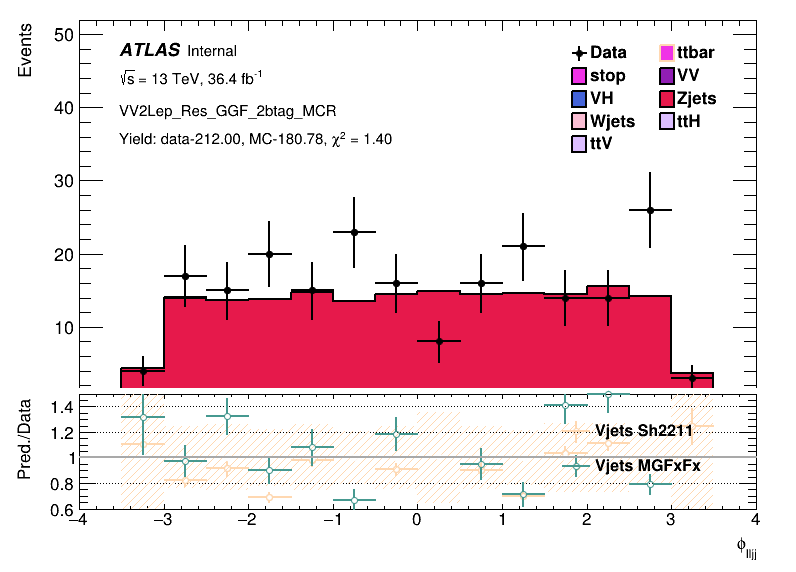 Events
50
40
30
20
10
ATLAS Internal
√s = 13 TeV, 36.4 fb⁻¹
VV2Lep_Res_GGF_2btag_MCR
Yield: data-212.00, MC-180.78, χ² = 1.40
Data
ttbar
stop
VV
VH
Zjets
Wjets
ttH
ttV
Pred./Data
1.4
1.2
1
0.8
0.6
Vjets Sh2211
Vjets MGFxFx
−4 −3 −2 −1 0 1 2 3 4
ϕlljj